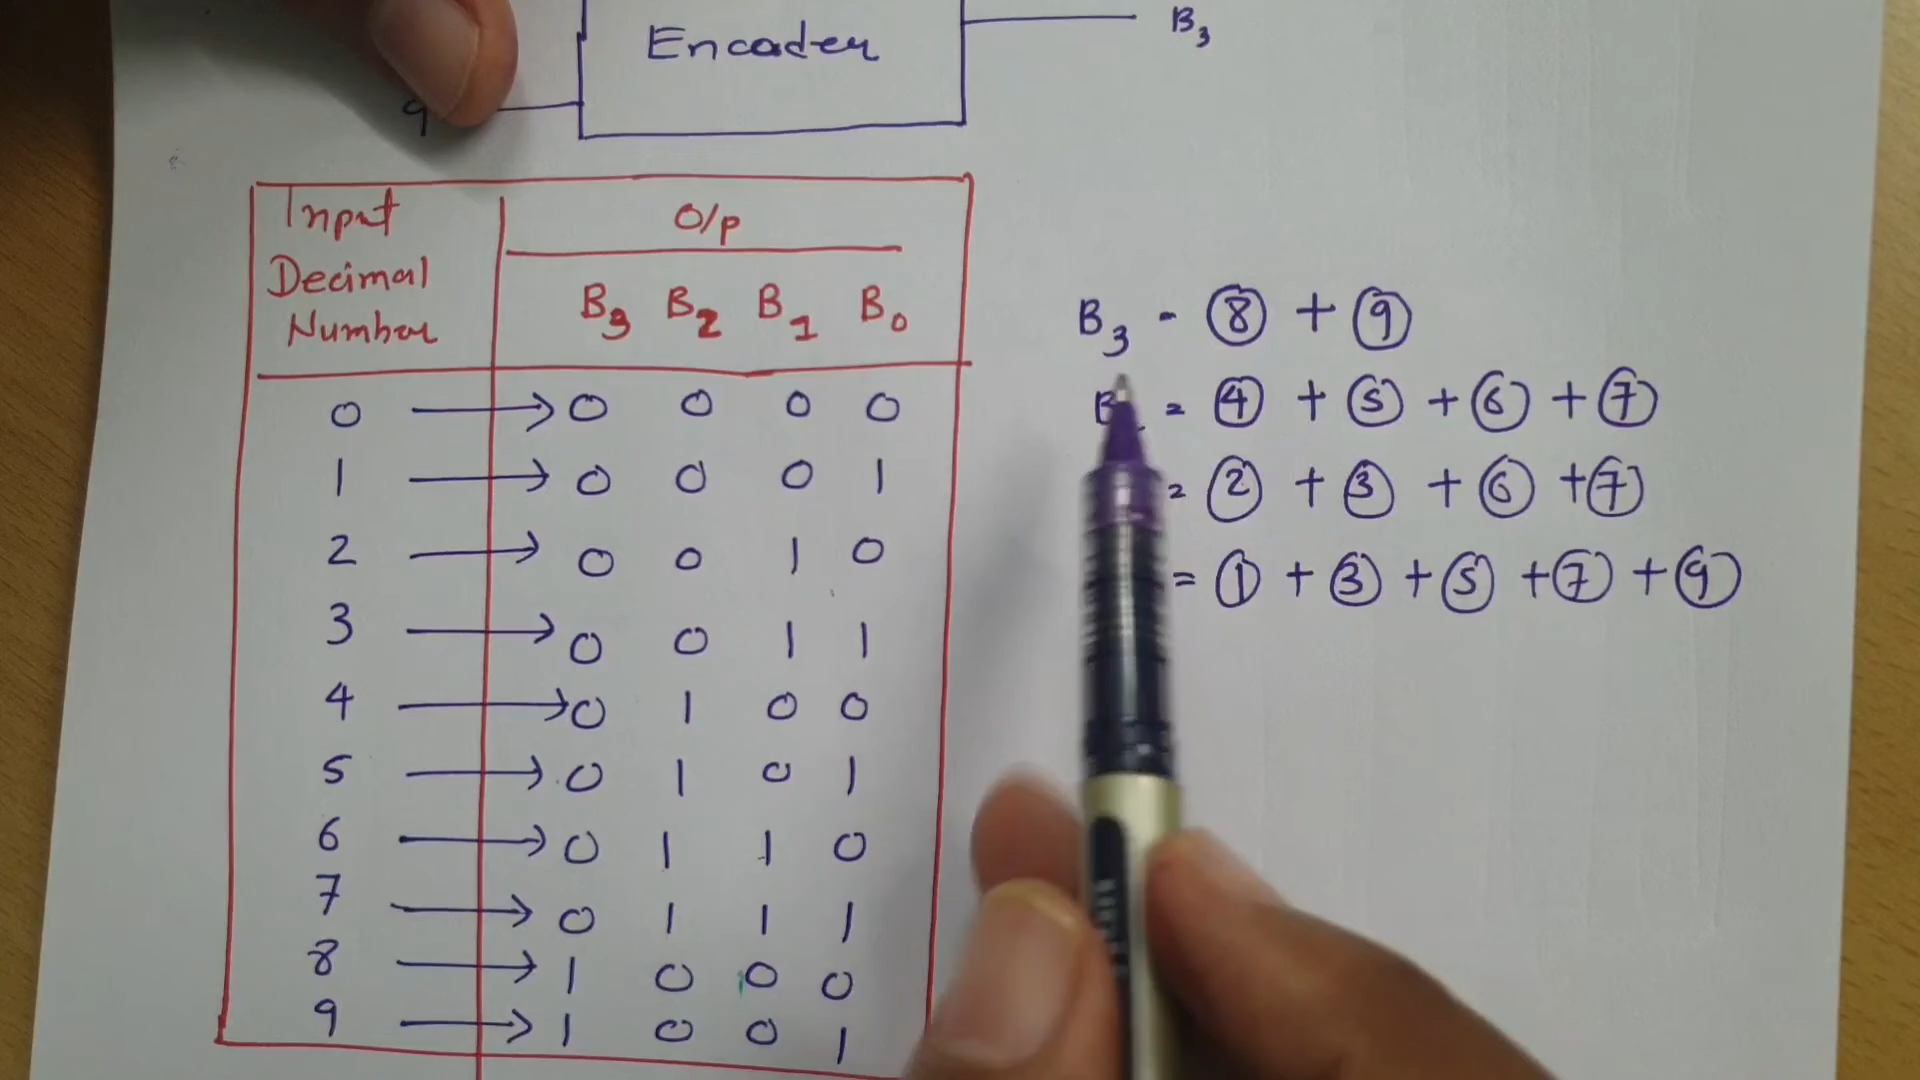 Encoder
B3
9
Input Decimal Number
O/p
B3 B2 B1 B0
0 → 0 0 0 0
1 → 0 0 0 1
2 → 0 0 1 0
3 → 0 0 1 1
4 → 0 1 0 0
5 → 0 1 0 1
6 → 0 1 1 0
7 → 0 1 1 1
8 → 1 0 0 0
9 → 1 0 0 1
B3 - ⑧ + ⑨
B = ④ + ⑤ + ⑥ + ⑦
= ② + ③ + ⑥ + ⑦
= ① + ③ + ⑤ + ⑦ + ⑨